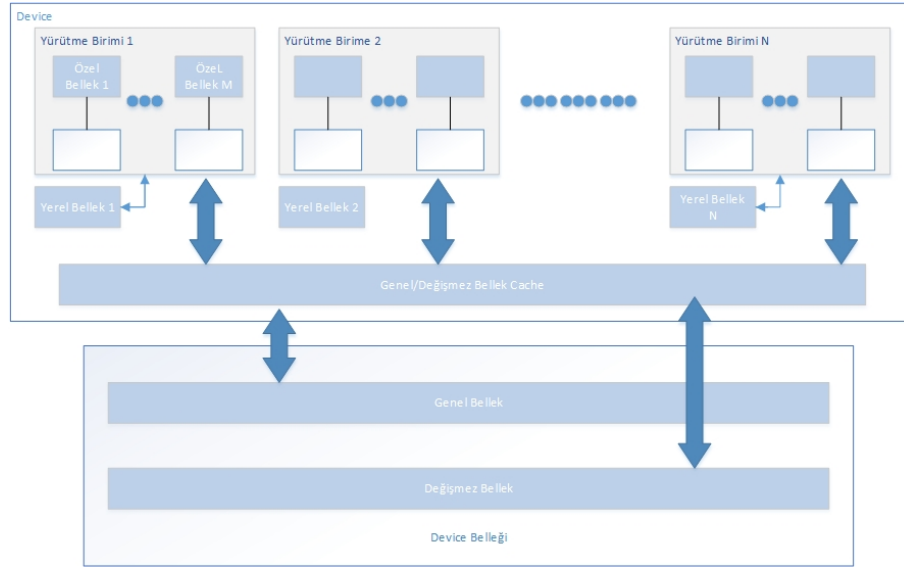 Device
Yürütme Birimi 1
Yürütme Birime 2
Yürütme Birimi N
Özel
Bellek 1
ÖzeL
Bellek M
Yerel Bellek 1
Yerel Bellek 2
Yerel Bellek
N
Genel/Değişmez Bellek Cache
Genel Bellek
Değişmez Bellek
Device Belleği